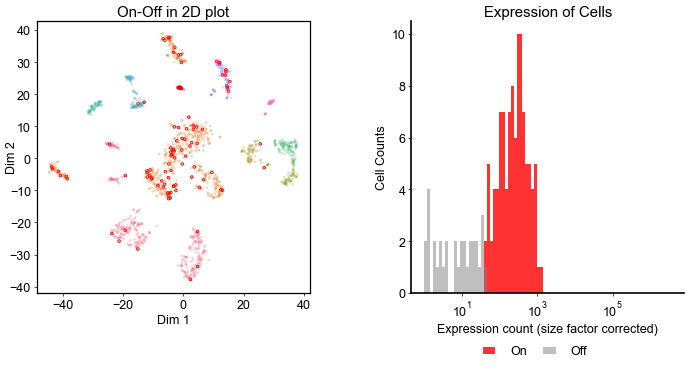 On-Off in 2D plot
40
30
20
10
0
−10
−20
−30
−40
Dim 2
−40 −20 0 20 40
Dim 1
Expression of Cells
10
8
6
4
2
0
Cell Counts
10^1 10^3 10^5
Expression count (size factor corrected)
On Off